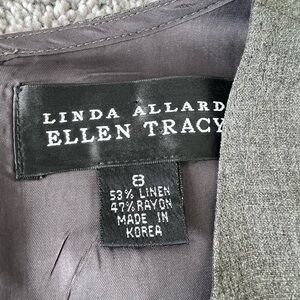 LINDA ALLARD
ELLEN TRACY
8
53% LINEN
47% RAYON
MADE IN
KOREA